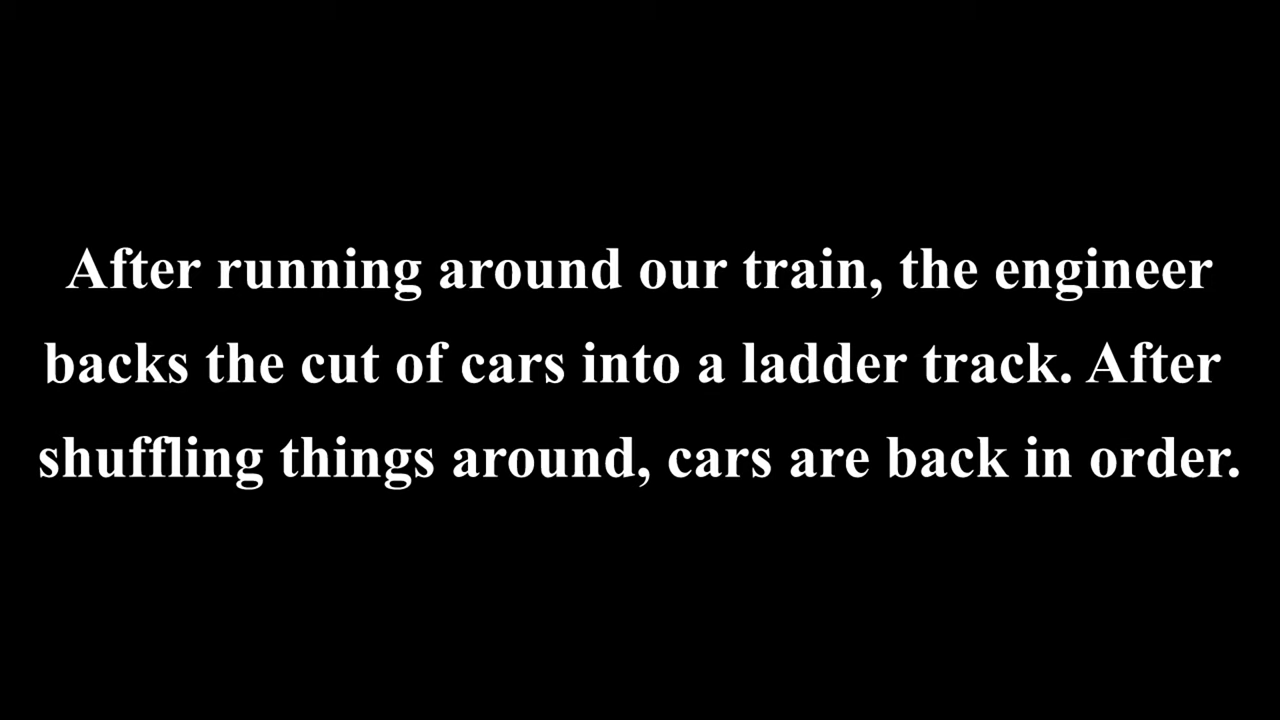 After running around our train, the engineer
backs the cut of cars into a ladder track. After
shuffling things around, cars are back in order.